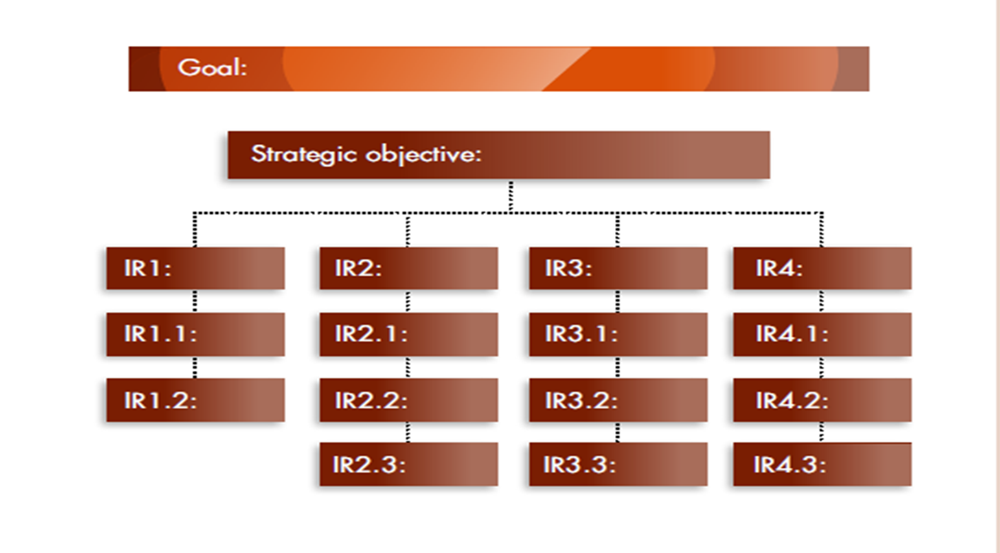 Goal:
Strategic objective:
IR1:
IR2:
IR3:
IR4:
IR1.1:
IR2.1:
IR3.1:
IR4.1:
IR1.2:
IR2.2:
IR3.2:
IR4.2:
IR2.3:
IR3.3:
IR4.3: